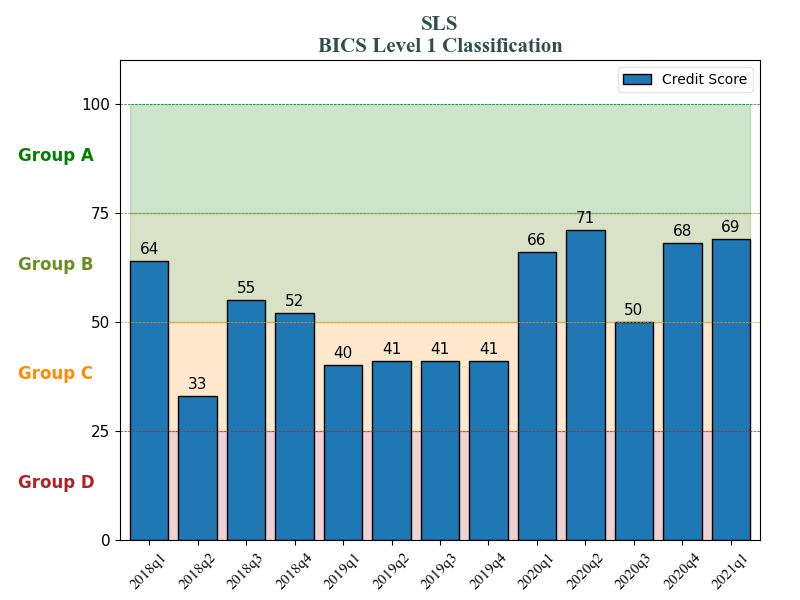 SLS
BICS Level 1 Classification
Credit Score
100
Group A
75
71
69
68
66
64
Group B
55
52
50
50
41
41
41
40
Group C
33
25
Group D
0
2018q1
2018q2
2018q3
2018q4
2019q1
2019q2
2019q3
2019q4
2020q1
2020q2
2020q3
2020q4
2021q1